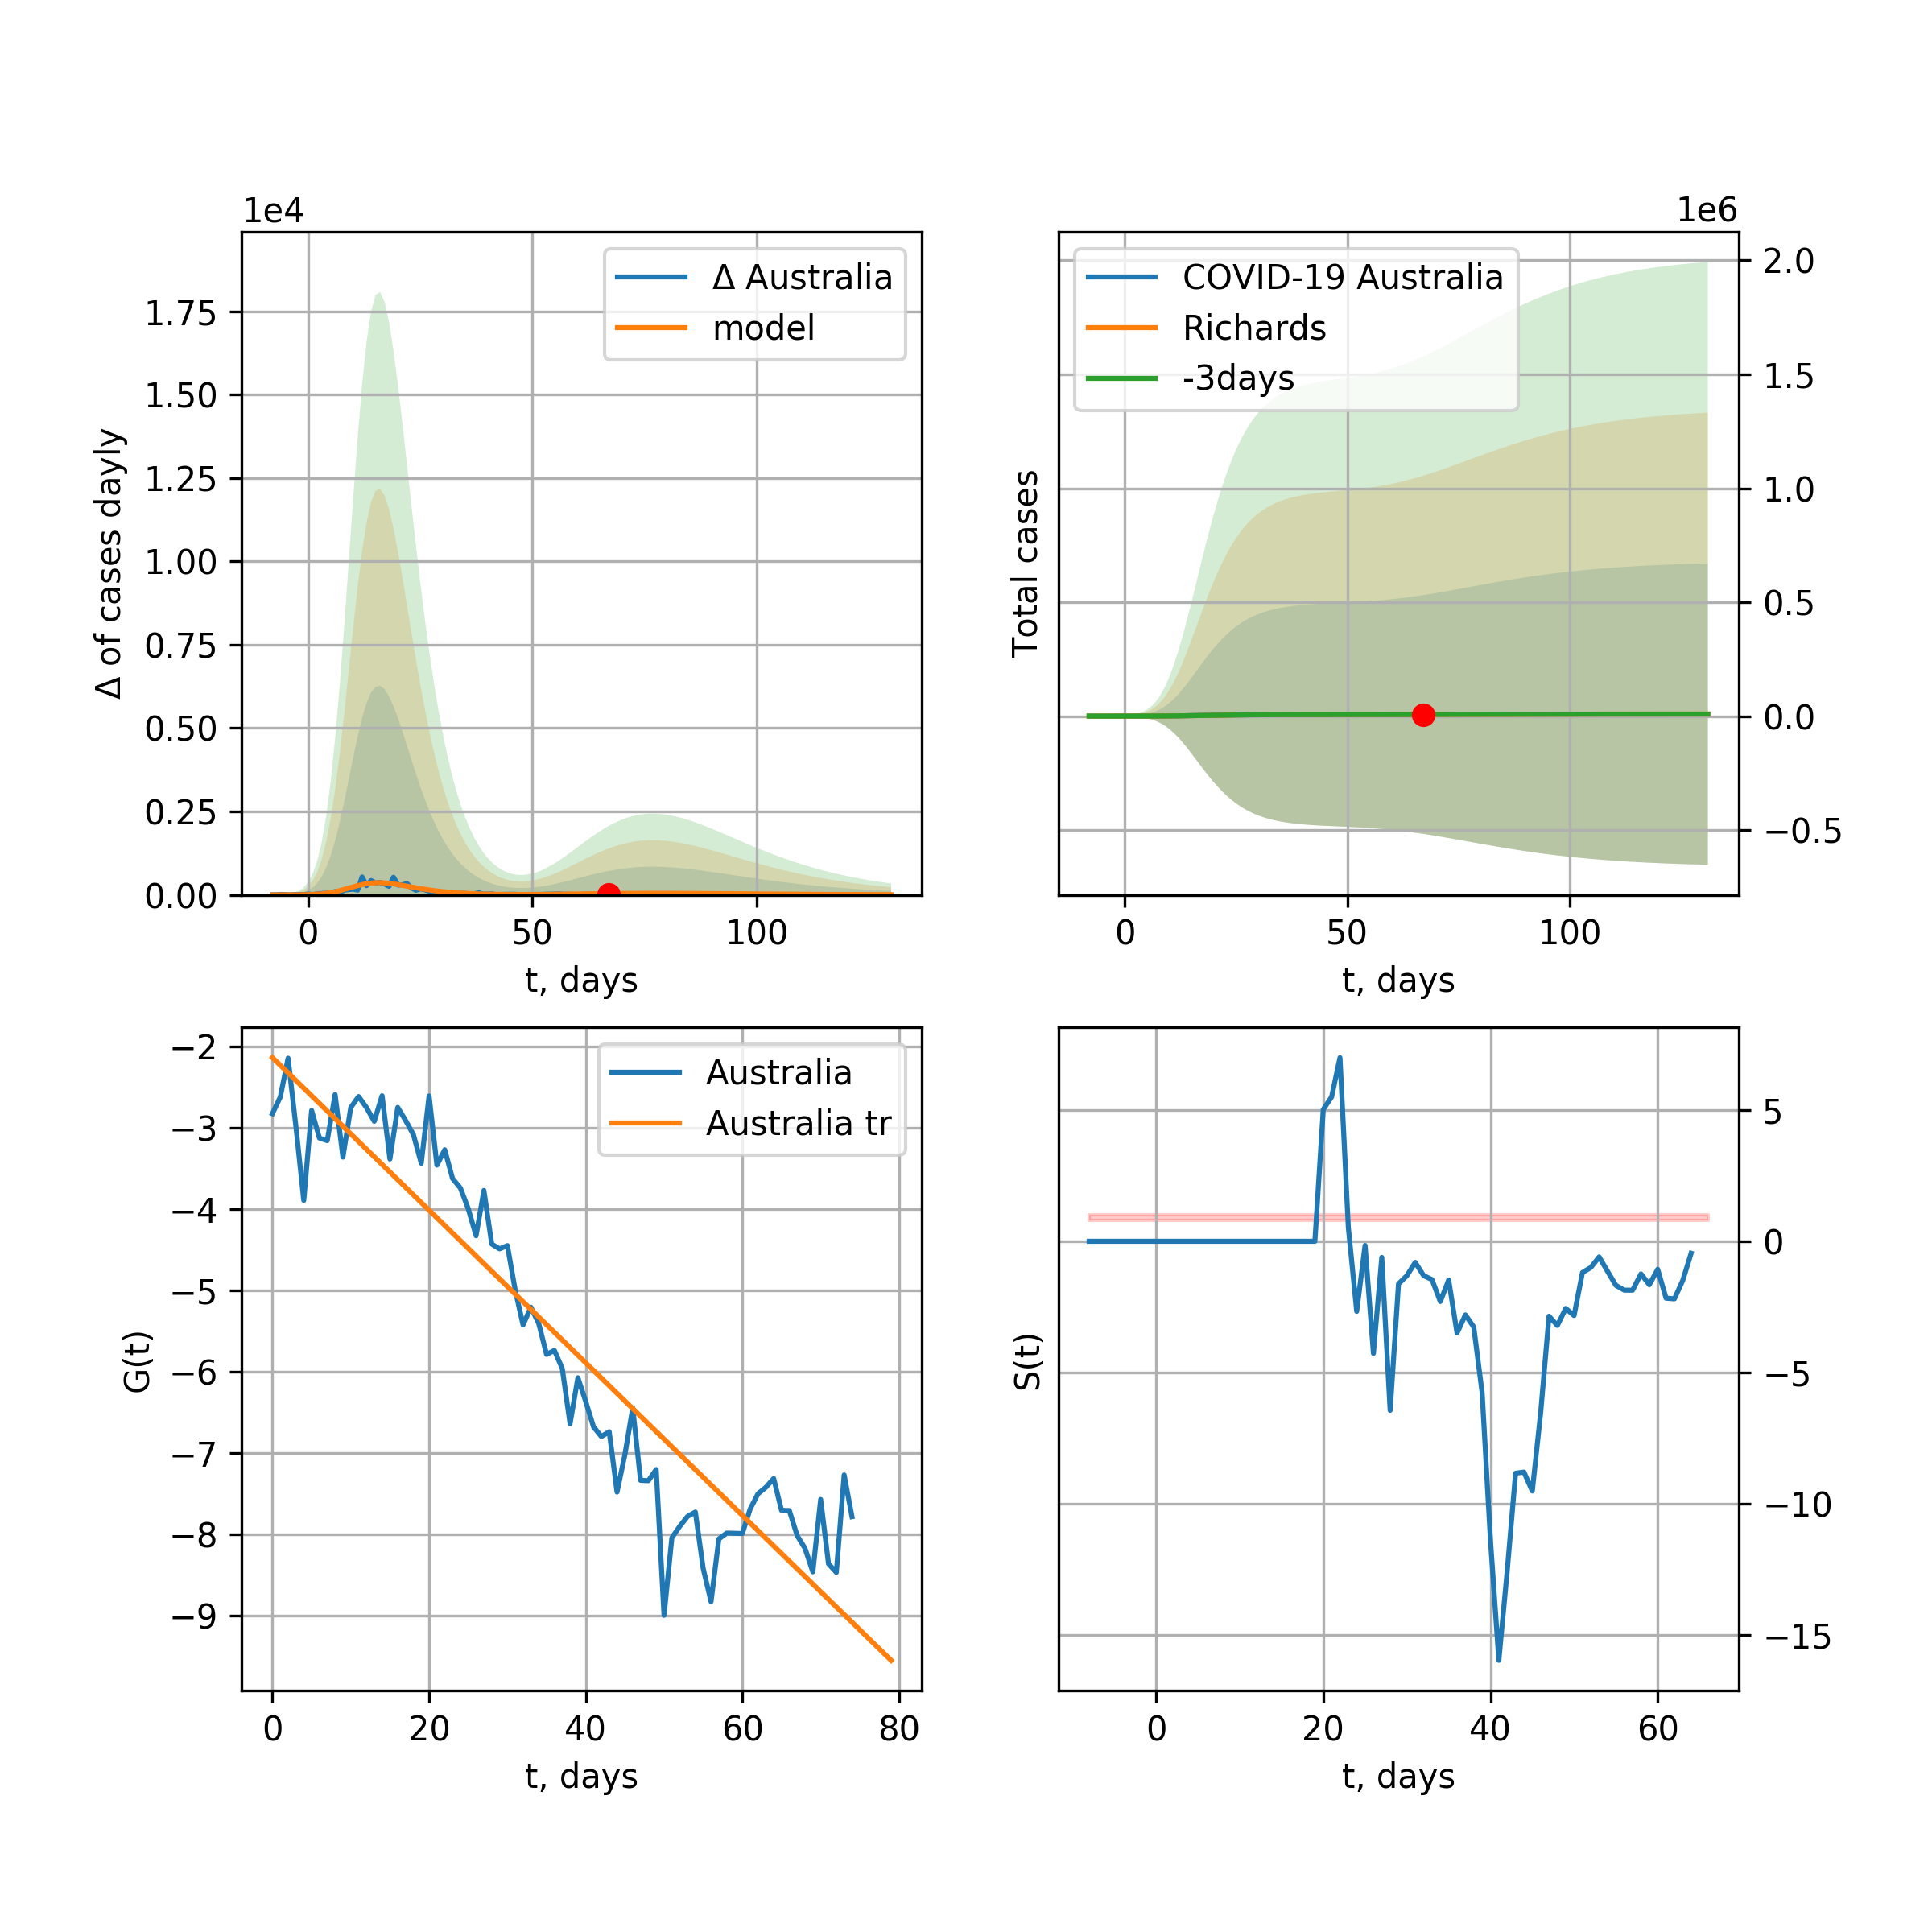 1e4
Δ of cases dayly
1.75
1.50
1.25
1.00
0.75
0.50
0.25
0.00
Δ Australia
model
0 50 100
t, days
1e6
Total cases
COVID-19 Australia
Richards
-3days
2.0
1.5
1.0
0.5
0.0
−0.5
0 50 100
t, days
G(t)
−2
−3
−4
−5
−6
−7
−8
−9
Australia
Australia tr
0 20 40 60 80
t, days
S(t)
5
0
−5
−10
−15
0 20 40 60
t, days